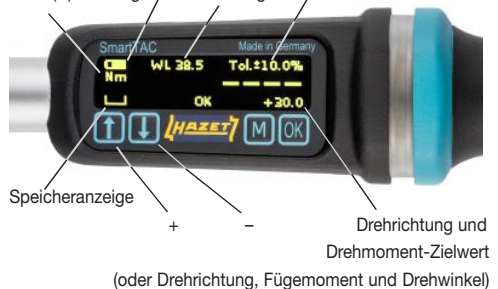 SmartTAC Made in Germany
WL 38.5 Tol.±10.0%
Nm
OK +30.0
HAZET M OK
Speicheranzeige
+ –
Drehrichtung und
Drehmoment-Zielwert
(oder Drehrichtung, Fügemoment und Drehwinkel)